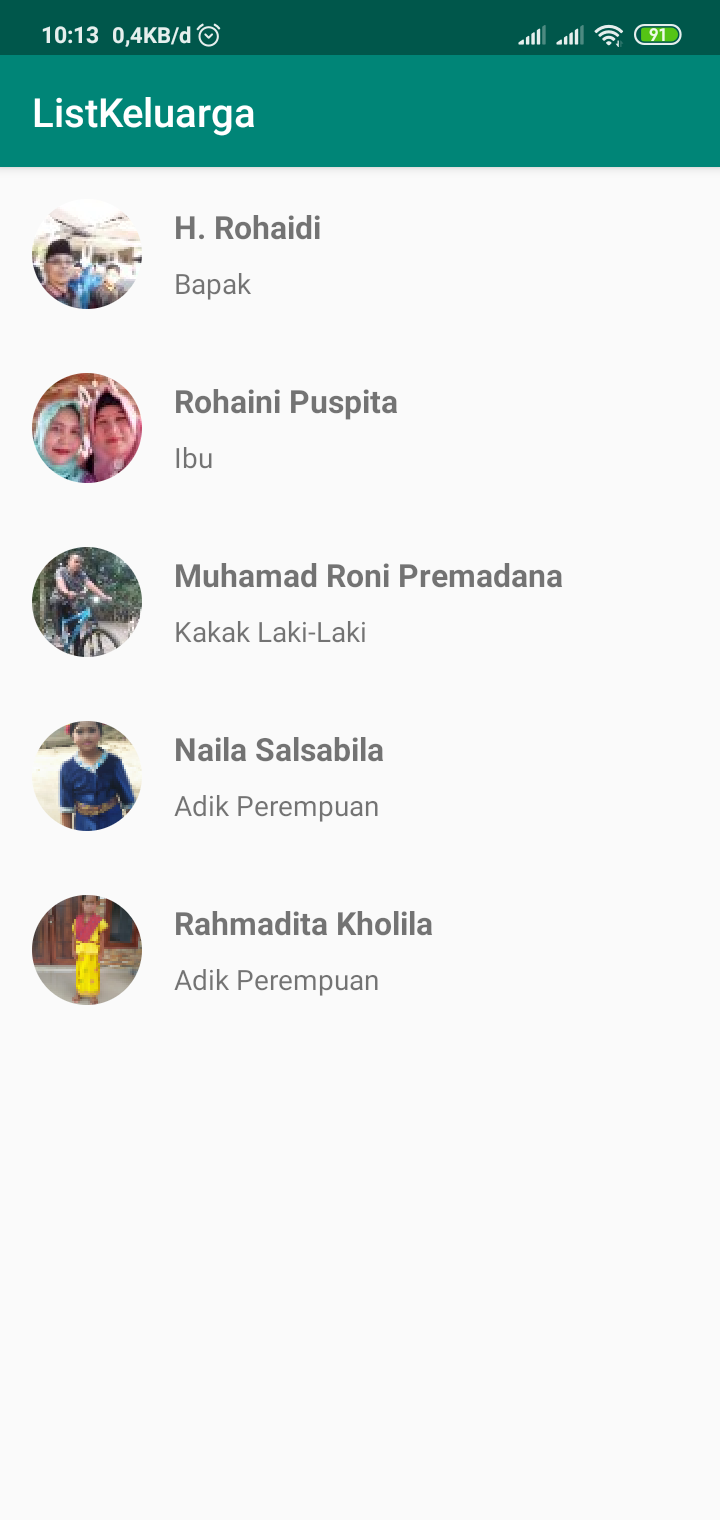 10:13 0,4KB/d 91
ListKeluarga
H. Rohaidi
Bapak
Rohaini Puspita
Ibu
Muhamad Roni Premadana
Kakak Laki-Laki
Naila Salsabila
Adik Perempuan
Rahmadita Kholila
Adik Perempuan